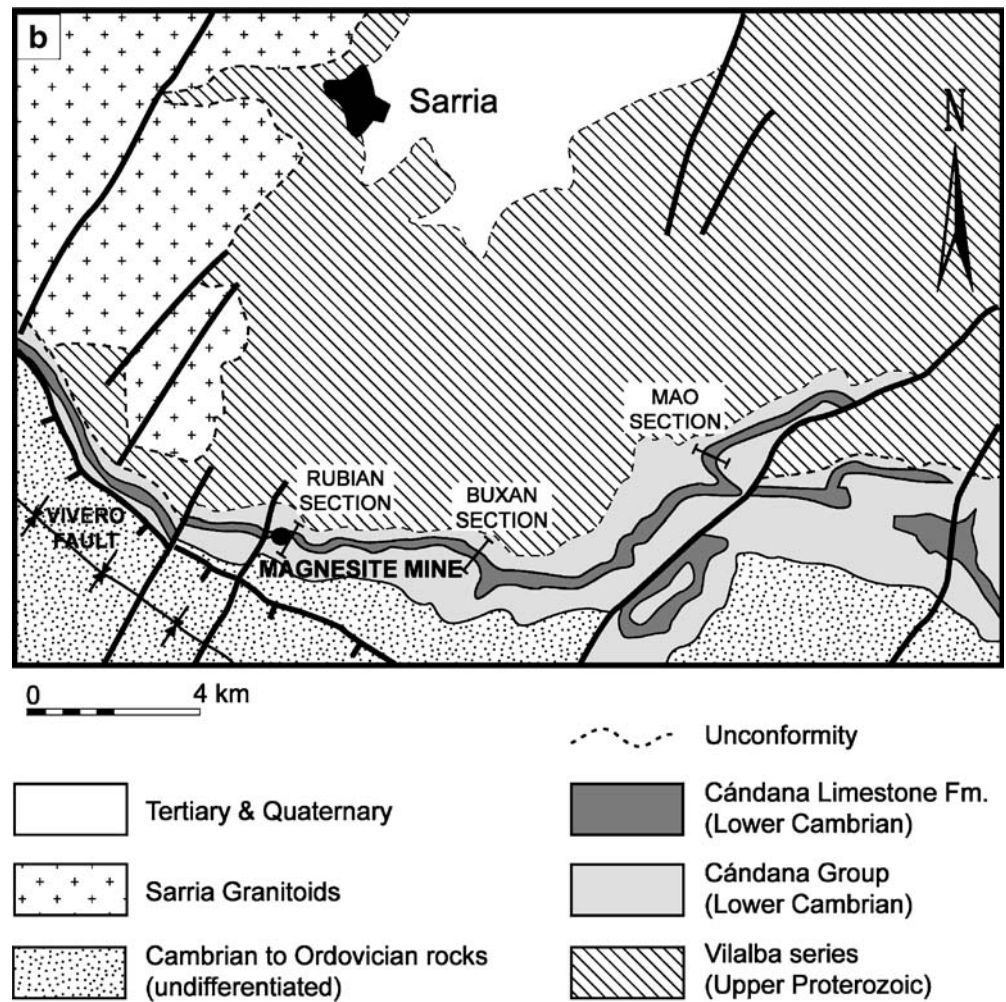 b
Sarria
N
MAO
SECTION
RUBIAN
SECTION
BUXAN
SECTION
VIVERO
FAULT
MAGNESITE MINE
0 4 km
Unconformity
Tertiary & Quaternary
Cándana Limestone Fm.
(Lower Cambrian)
Sarria Granitoids
Cándana Group
(Lower Cambrian)
Cambrian to Ordovician rocks
(undifferentiated)
Vilalba series
(Upper Proterozoic)